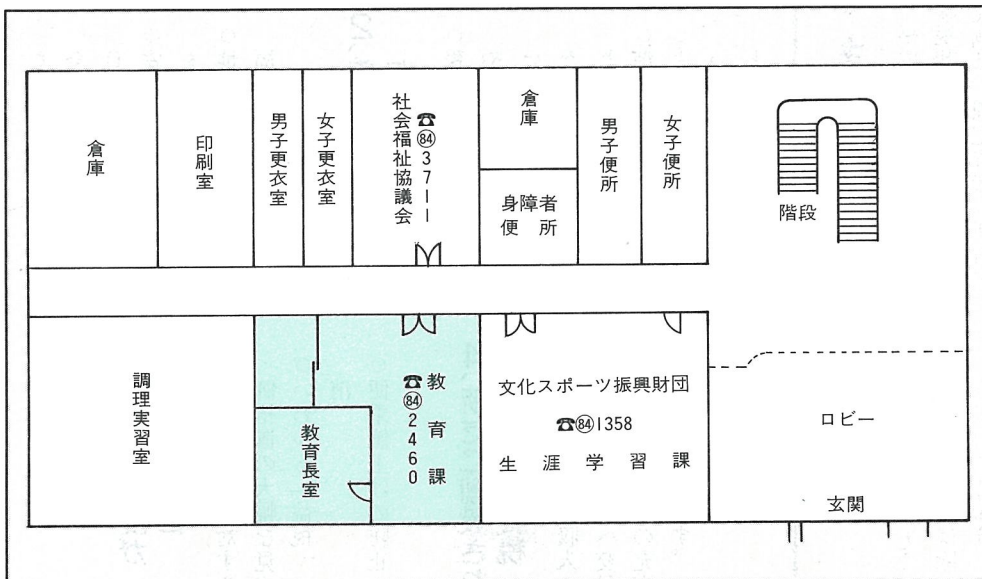 倉庫
印刷室
男子更衣室
女子更衣室
☎㊴3711
社会福祉協議会
倉庫
身障者
便所
男子便所
女子便所
階段
調理実習室
教育長室
教育課
☎842460
文化スポーツ振興財団
☎841358
生涯学習課
ロビー
玄関